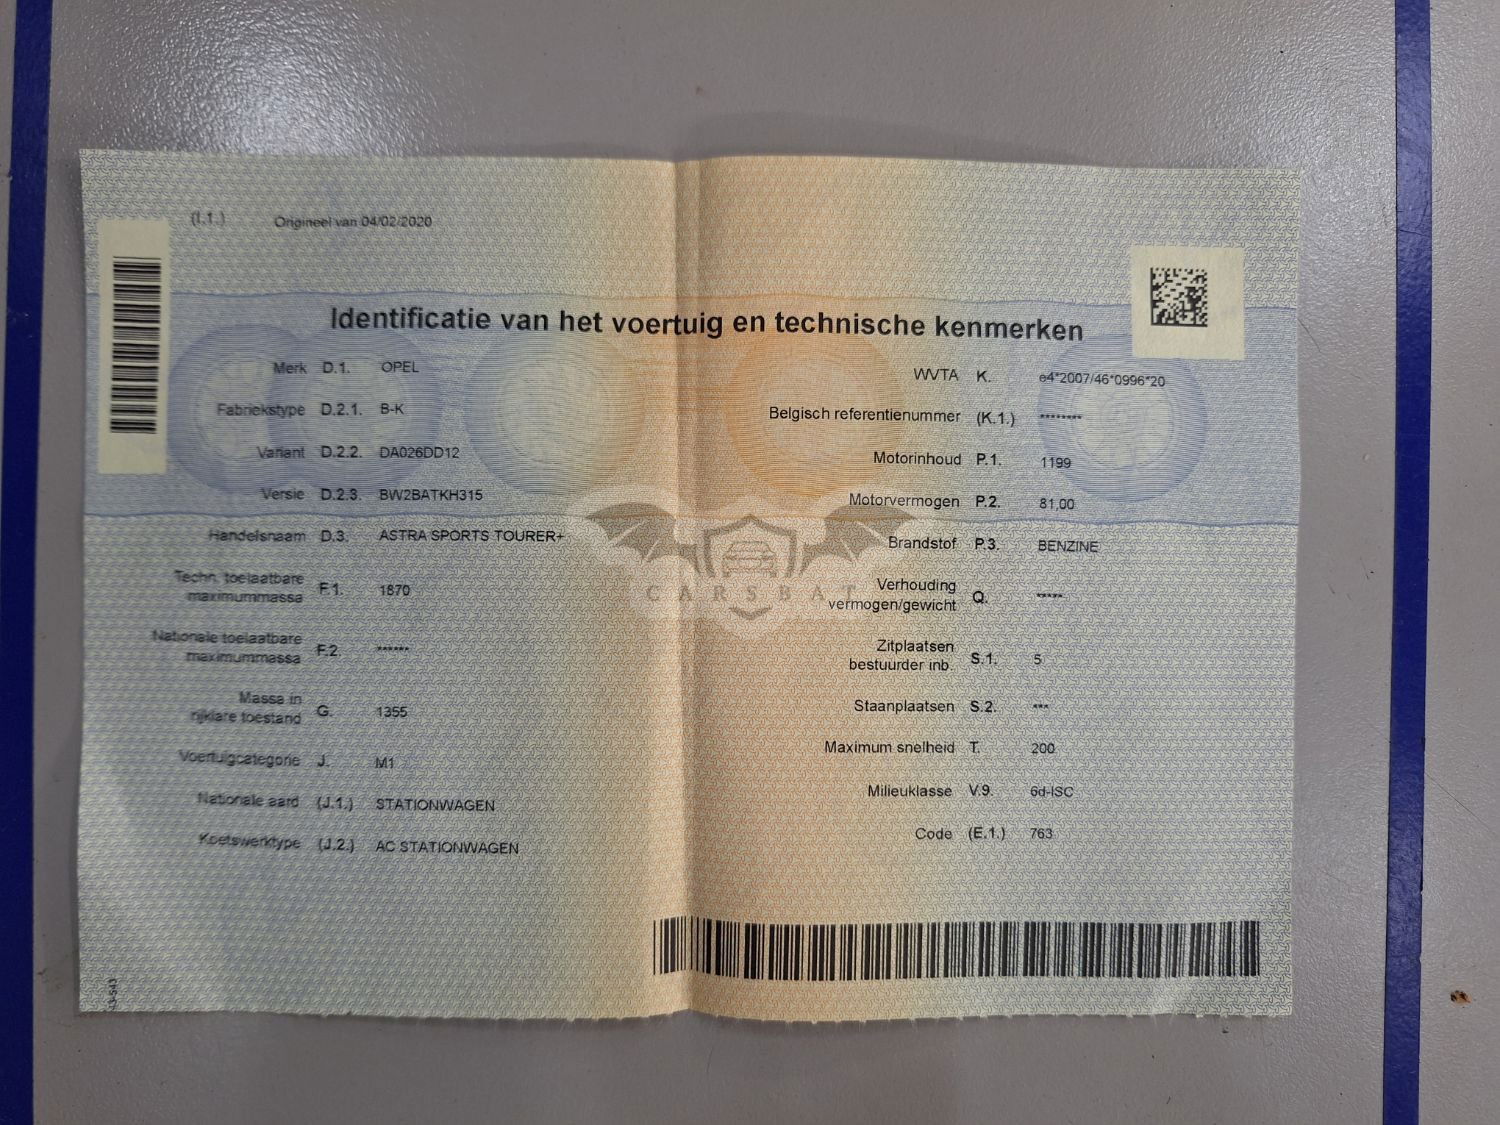 (I.1.) Origineel van 04/02/2020
Identificatie van het voertuig en technische kenmerken
Merk D.1. OPEL
Fabriekstype D.2.1. B-K
Variant D.2.2. DA026DD12
Versie D.2.3. BW2BATKH315
Handelsnaam D.3. ASTRA SPORTS TOURER+
Techn. toelaatbare
maximummassa F.1. 1870
Nationale toelaatbare
maximummassa F.2. ******
Massa in
rijklare toestand G. 1355
Voertuigcategorie J. M1
Nationale aard (J.1.) STATIONWAGEN
Koetswerktype (J.2.) AC STATIONWAGEN
WVTA K. e4*2007/46*0996*20
Belgisch referentienummer (K.1.) ********
Motorinhoud P.1. 1199
Motorvermogen P.2. 81,00
Brandstof P.3. BENZINE
Verhouding
vermogen/gewicht Q. *****
Zitplaatsen
bestuurder inb. S.1. 5
Staanplaatsen S.2. ***
Maximum snelheid T. 200
Milieuklasse V.9. 6d-ISC
Code (E.1.) 763
CARSBAT
43-543